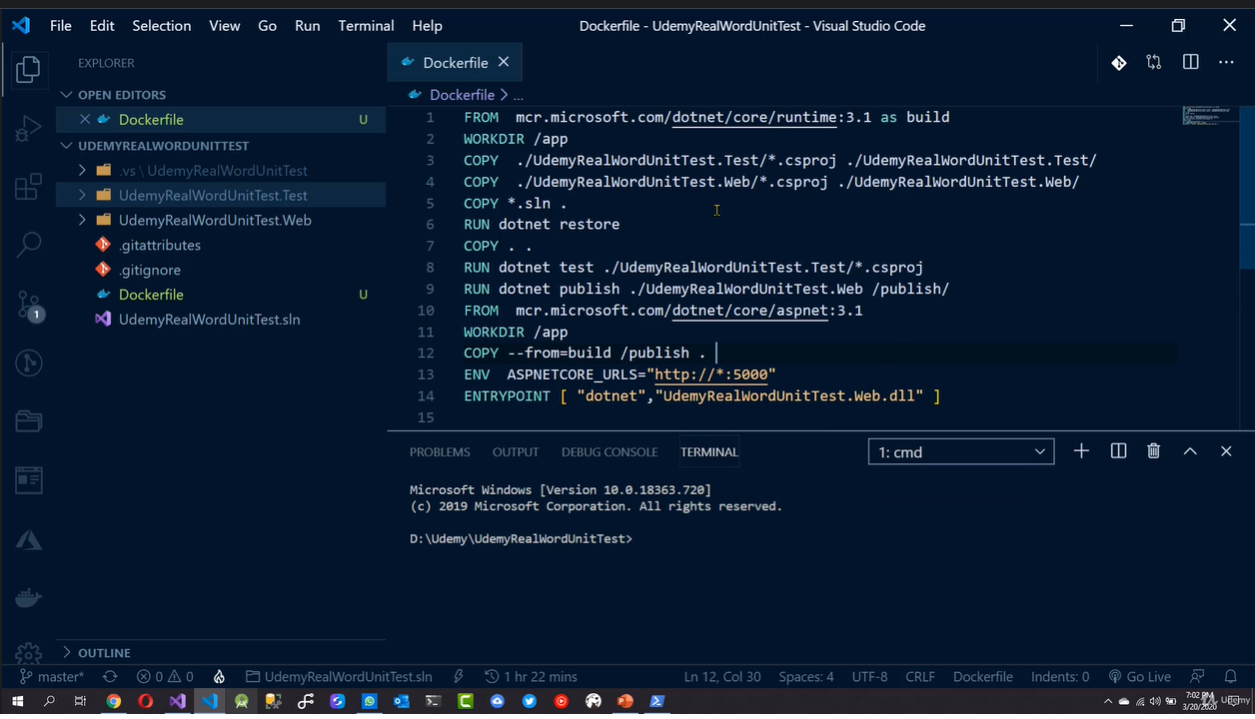 File Edit Selection View Go Run Terminal Help
Dockerfile - UdemyRealWordUnitTest - Visual Studio Code
EXPLORER
OPEN EDITORS
Dockerfile U
UDEMYREALWORDUNITTEST
.vs \ UdemyRealWordUnitTest
UdemyRealWordUnitTest.Test
UdemyRealWordUnitTest.Web
.gitattributes
.gitignore
Dockerfile U
UdemyRealWordUnitTest.sln
1
OUTLINE
Dockerfile
Dockerfile > ...
1 FROM mcr.microsoft.com/dotnet/core/runtime:3.1 as build
2 WORKDIR /app
3 COPY ./UdemyRealWordUnitTest.Test/*.csproj ./UdemyRealWordUnitTest.Test/
4 COPY ./UdemyRealWordUnitTest.Web/*.csproj ./UdemyRealWordUnitTest.Web/
5 COPY *.sln .
6 RUN dotnet restore
7 COPY . .
8 RUN dotnet test ./UdemyRealWordUnitTest.Test/*.csproj
9 RUN dotnet publish ./UdemyRealWordUnitTest.Web /publish/
10 FROM mcr.microsoft.com/dotnet/core/aspnet:3.1
11 WORKDIR /app
12 COPY --from=build /publish .
13 ENV ASPNETCORE_URLS="http://*:5000"
14 ENTRYPOINT [ "dotnet","UdemyRealWordUnitTest.Web.dll" ]
15
PROBLEMS OUTPUT DEBUG CONSOLE TERMINAL 1: cmd
Microsoft Windows [Version 10.0.18363.720]
(c) 2019 Microsoft Corporation. All rights reserved.
D:\Udemy\UdemyRealWordUnitTest>
master* 0 0 UdemyRealWordUnitTest.sln 1 hr 22 mins Ln 12, Col 30 Spaces: 4 UTF-8 CRLF Dockerfile Indents: 0 Go Live
7:02 PM
3/20/2020
Udemy